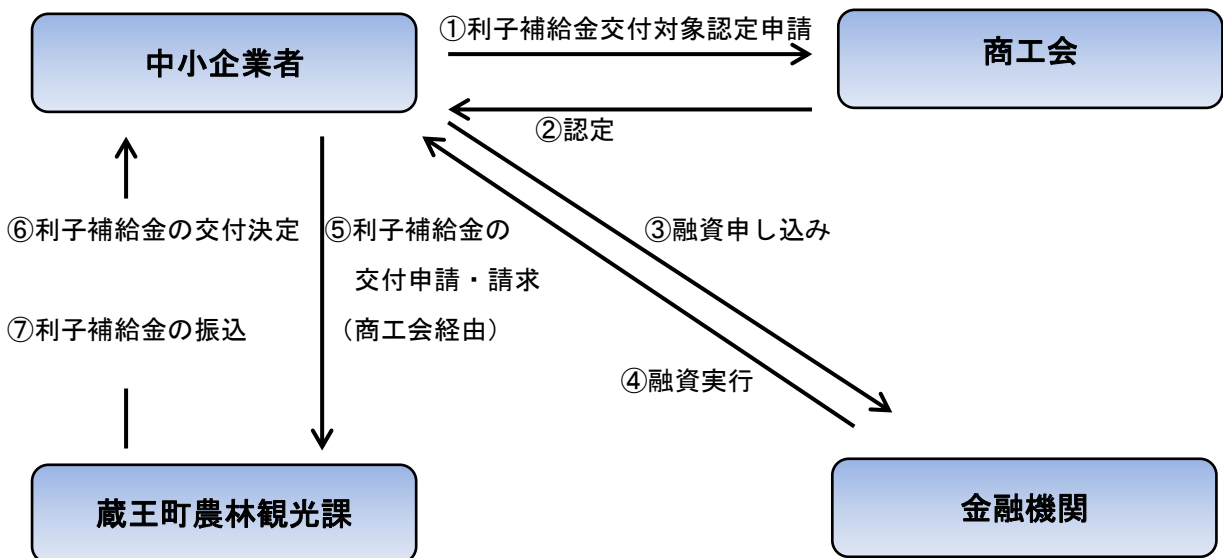 ①利子補給金交付対象認定申請
中小企業者
商工会
②認定
⑥利子補給金の交付決定
⑤利子補給金の
交付申請・請求
(商工会経由)
③融資申し込み
⑦利子補給金の振込
④融資実行
蔵王町農林観光課
金融機関